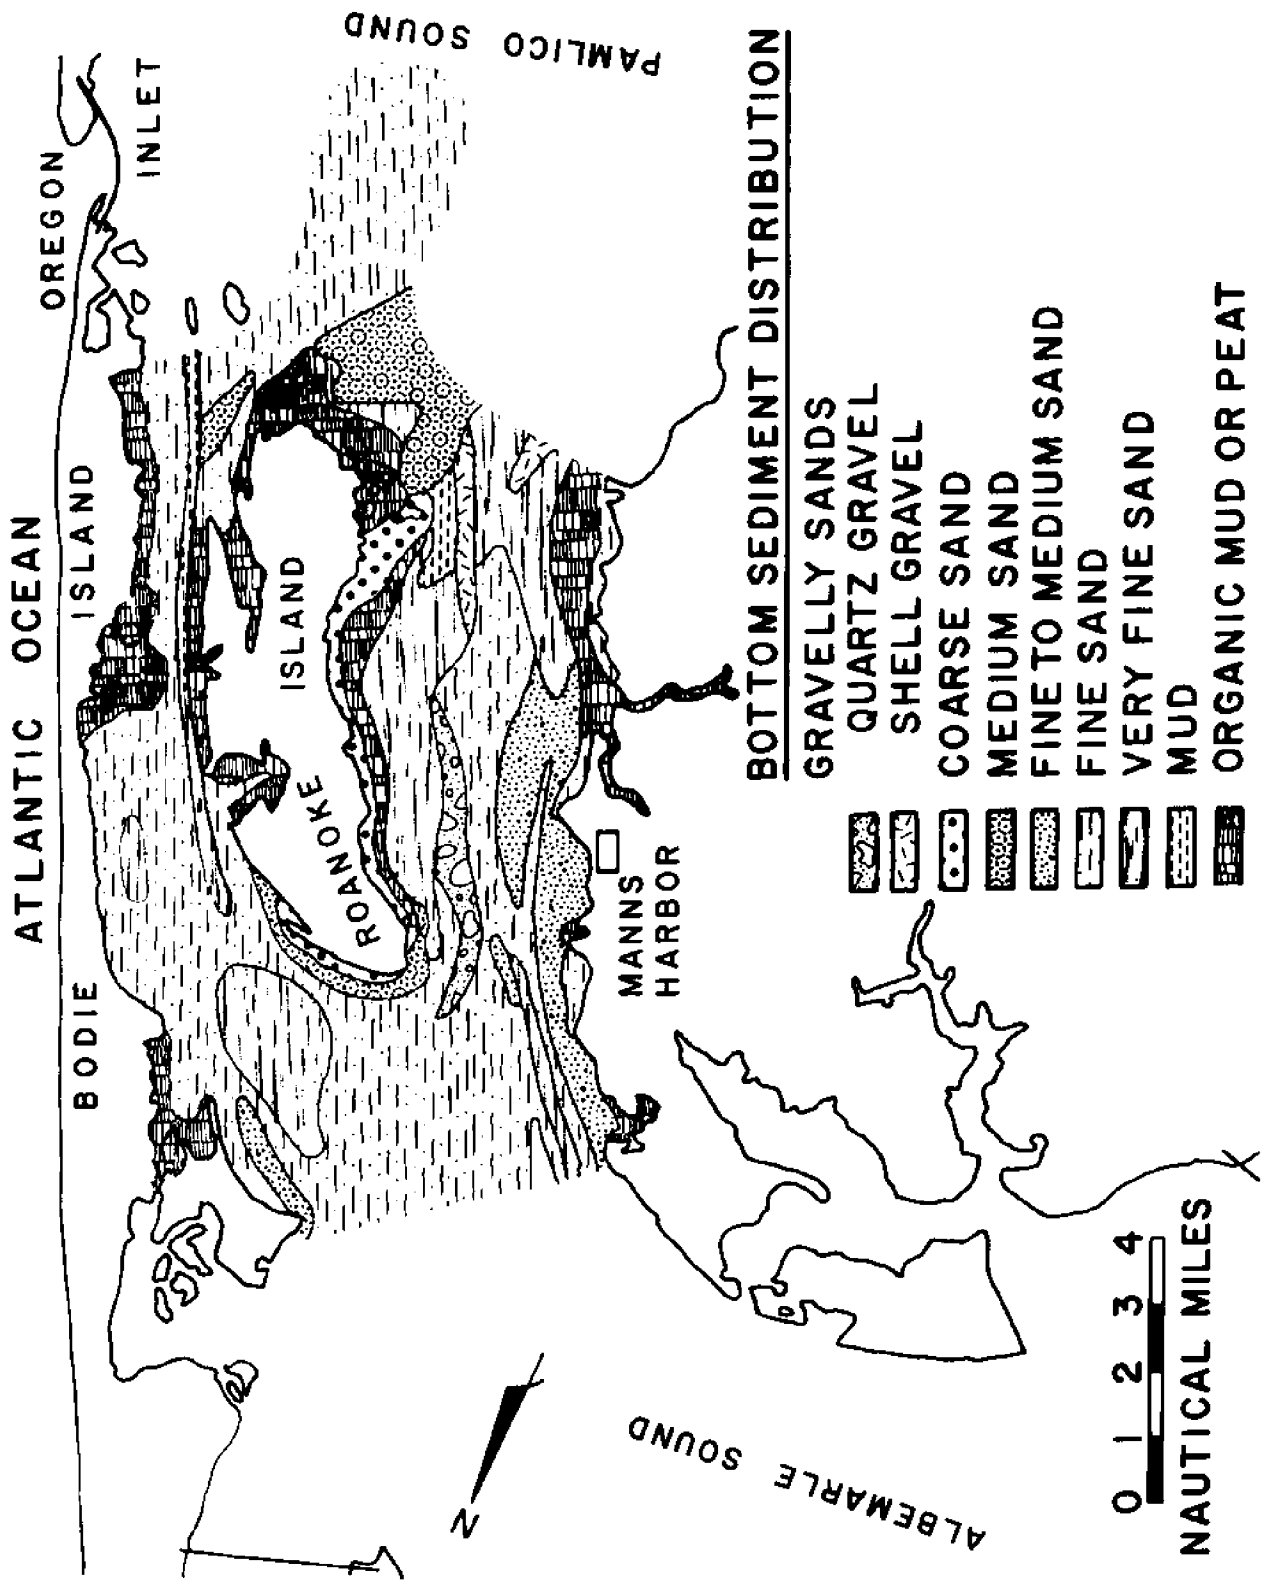 ATLANTIC OCEAN
BODIE ISLAND
OREGON
INLET
ROANOKE ISLAND
PAMLICO SOUND
MANNS
HARBOR
ALBEMARLE SOUND
N
BOTTOM SEDIMENT DISTRIBUTION
GRAVELLY SANDS
QUARTZ GRAVEL
SHELL GRAVEL
COARSE SAND
MEDIUM SAND
FINE TO MEDIUM SAND
FINE SAND
VERY FINE SAND
MUD
ORGANIC MUD OR PEAT
0 1 2 3 4
NAUTICAL MILES